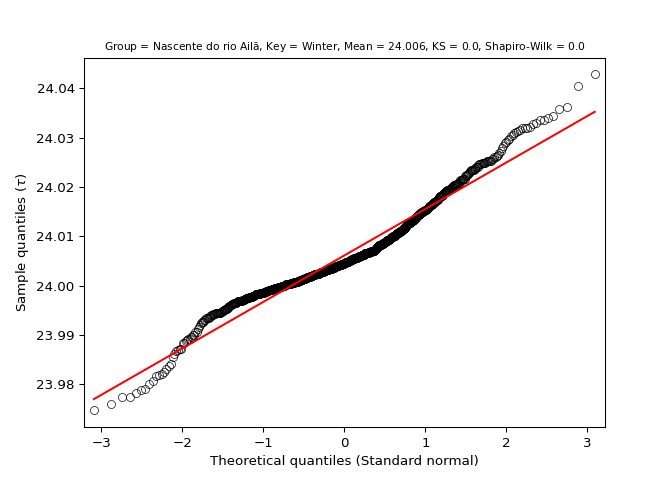 Group = Nascente do rio Ailã, Key = Winter, Mean = 24.006, KS = 0.0, Shapiro-Wilk = 0.0
24.04
24.03
24.02
24.01
24.00
23.99
23.98
Sample quantiles (τ)
−3 −2 −1 0 1 2 3
Theoretical quantiles (Standard normal)